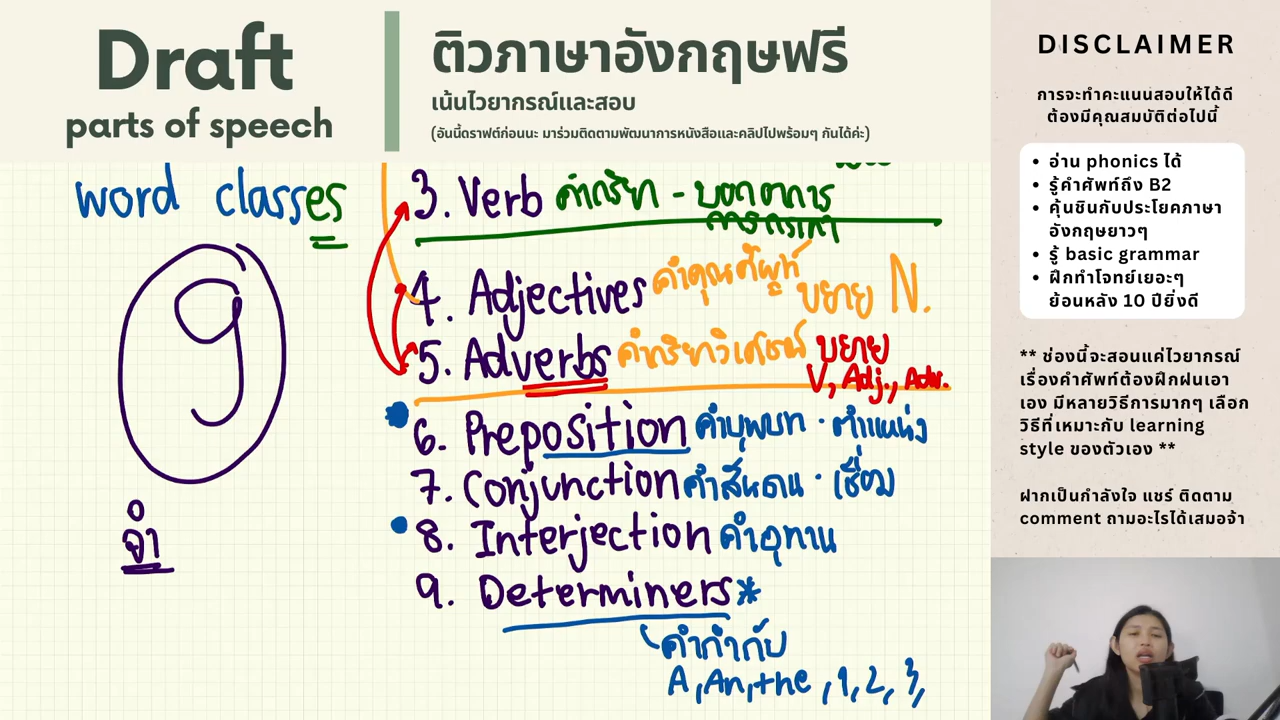 Draft
parts of speech
ติวภาษาอังกฤษฟรี
เน้นไวยากรณ์และสอบ
(อันนี้ดราฟต์ก่อนนะ มาร่วมติดตามพัฒนาการหนังสือและคลิปไปพร้อมๆ กันได้ค่ะ)
word classes
9
จำ
3. Verb คำกริยา - บอกอาการ
การกระทำ
4. Adjectives คำคุณศัพท์ ขยาย N.
5. Adverbs คำกริยาวิเศษณ์ ขยาย
V, Adj., Adv.
6. Preposition คำบุพบท · ตำแหน่ง
7. Conjunction คำสันธาน · เชื่อม
8. Interjection คำอุทาน
9. Determiners*
คำกำกับ
A, An, the, 1, 2, 3,
DISCLAIMER
การจะทำคะแนนสอบให้ได้ดี
ต้องมีคุณสมบัติต่อไปนี้
• อ่าน phonics ได้
• รู้คำศัพท์ถึง B2
• คุ้นชินกับประโยคภาษา
อังกฤษยาวๆ
• รู้ basic grammar
• ฝึกทำโจทย์เยอะๆ
ย้อนหลัง 10 ปียิ่งดี
** ช่องนี้จะสอนแค่ไวยากรณ์
เรื่องคำศัพท์ต้องฝึกฝนเอา
เอง มีหลายวิธีการมากๆ เลือก
วิธีที่เหมาะกับ learning
style ของตัวเอง **
ฝากเป็นกำลังใจ แชร์ ติดตาม
comment ถามอะไรได้เสมอจ้า